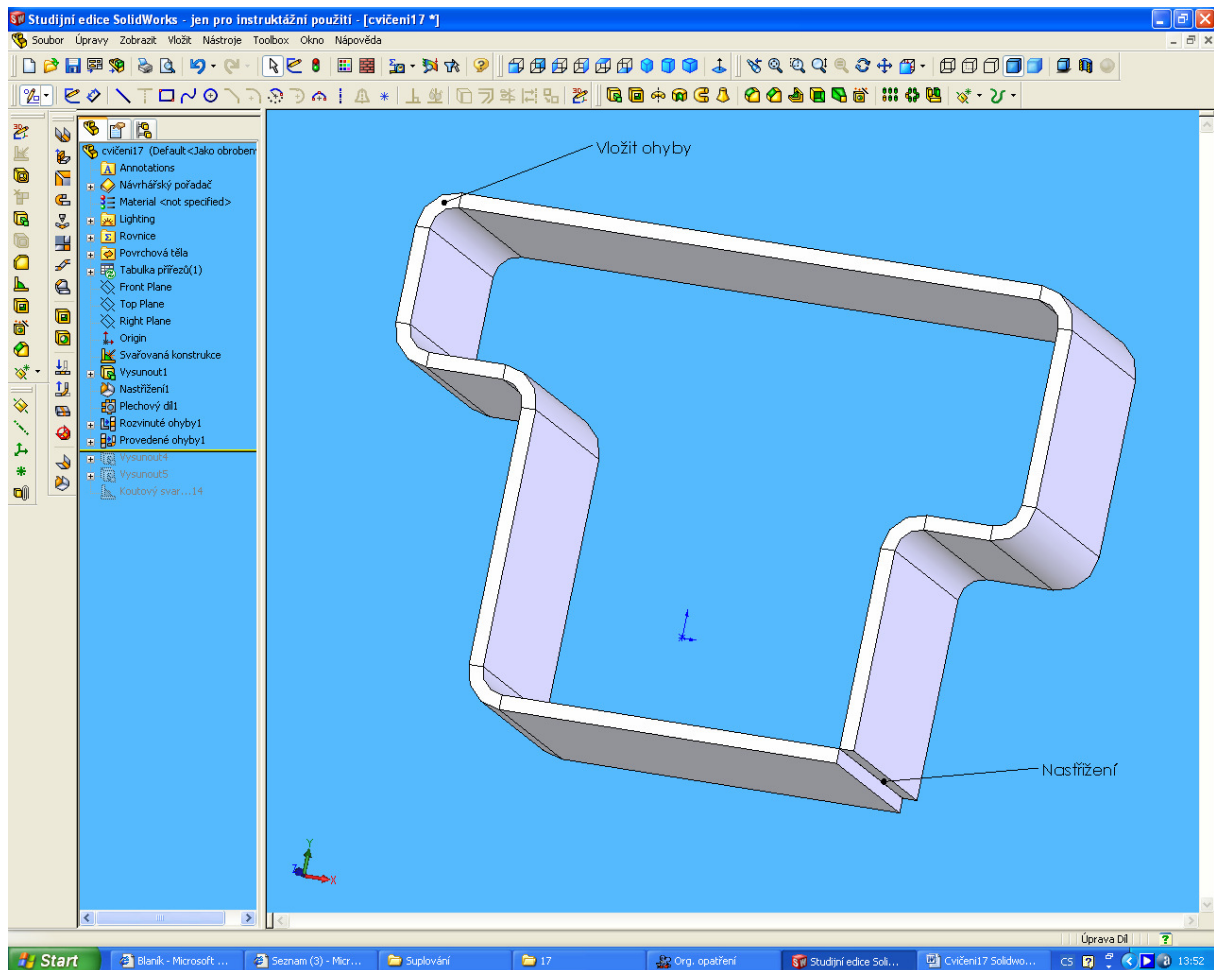 Studijní edice SolidWorks - jen pro instruktážní použití - [cvičeni17 *]
Soubor Úpravy Zobrazit Vložit Nástroje Toolbox Okno Nápověda
cvičeni17 (Default<Jako obroben
Annotations
Návrhářský pořadač
Material <not specified>
Lighting
Rovnice
Povrchová těla
Tabulka přířezů(1)
Front Plane
Top Plane
Right Plane
Origin
Svařovaná konstrukce
Vysunout1
Nastřižení1
Plechový díl1
Rozvinuté ohyby1
Provedené ohyby1
Vysunout4
Vysunout5
Koutový svar...14
Vložit ohyby
Nastřižení
Y
Z
X
Úprava Díl
Start
Blaník - Microsoft ...
Seznam (3) - Micr...
Suplování
17
Org. opatření
Studijní edice Soli...
Cvičení17 Solidwo...
CS
13:52